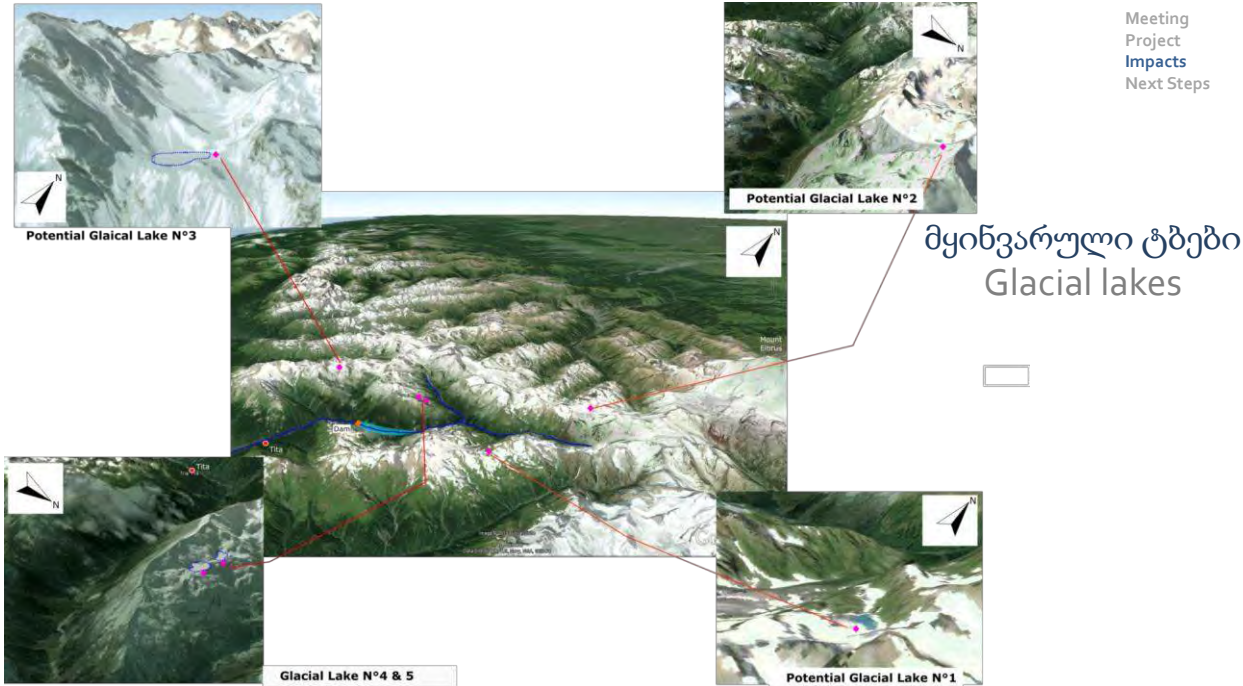 Meeting
Project
Impacts
Next Steps
მყინვარული ტბები
Glacial lakes
N
Potential Glaical Lake N°3
N
Potential Glacial Lake N°2
N
Mount
Elbrus
Dam
Tita
N
Tita
Glacial Lake N°4 & 5
N
Potential Glacial Lake N°1